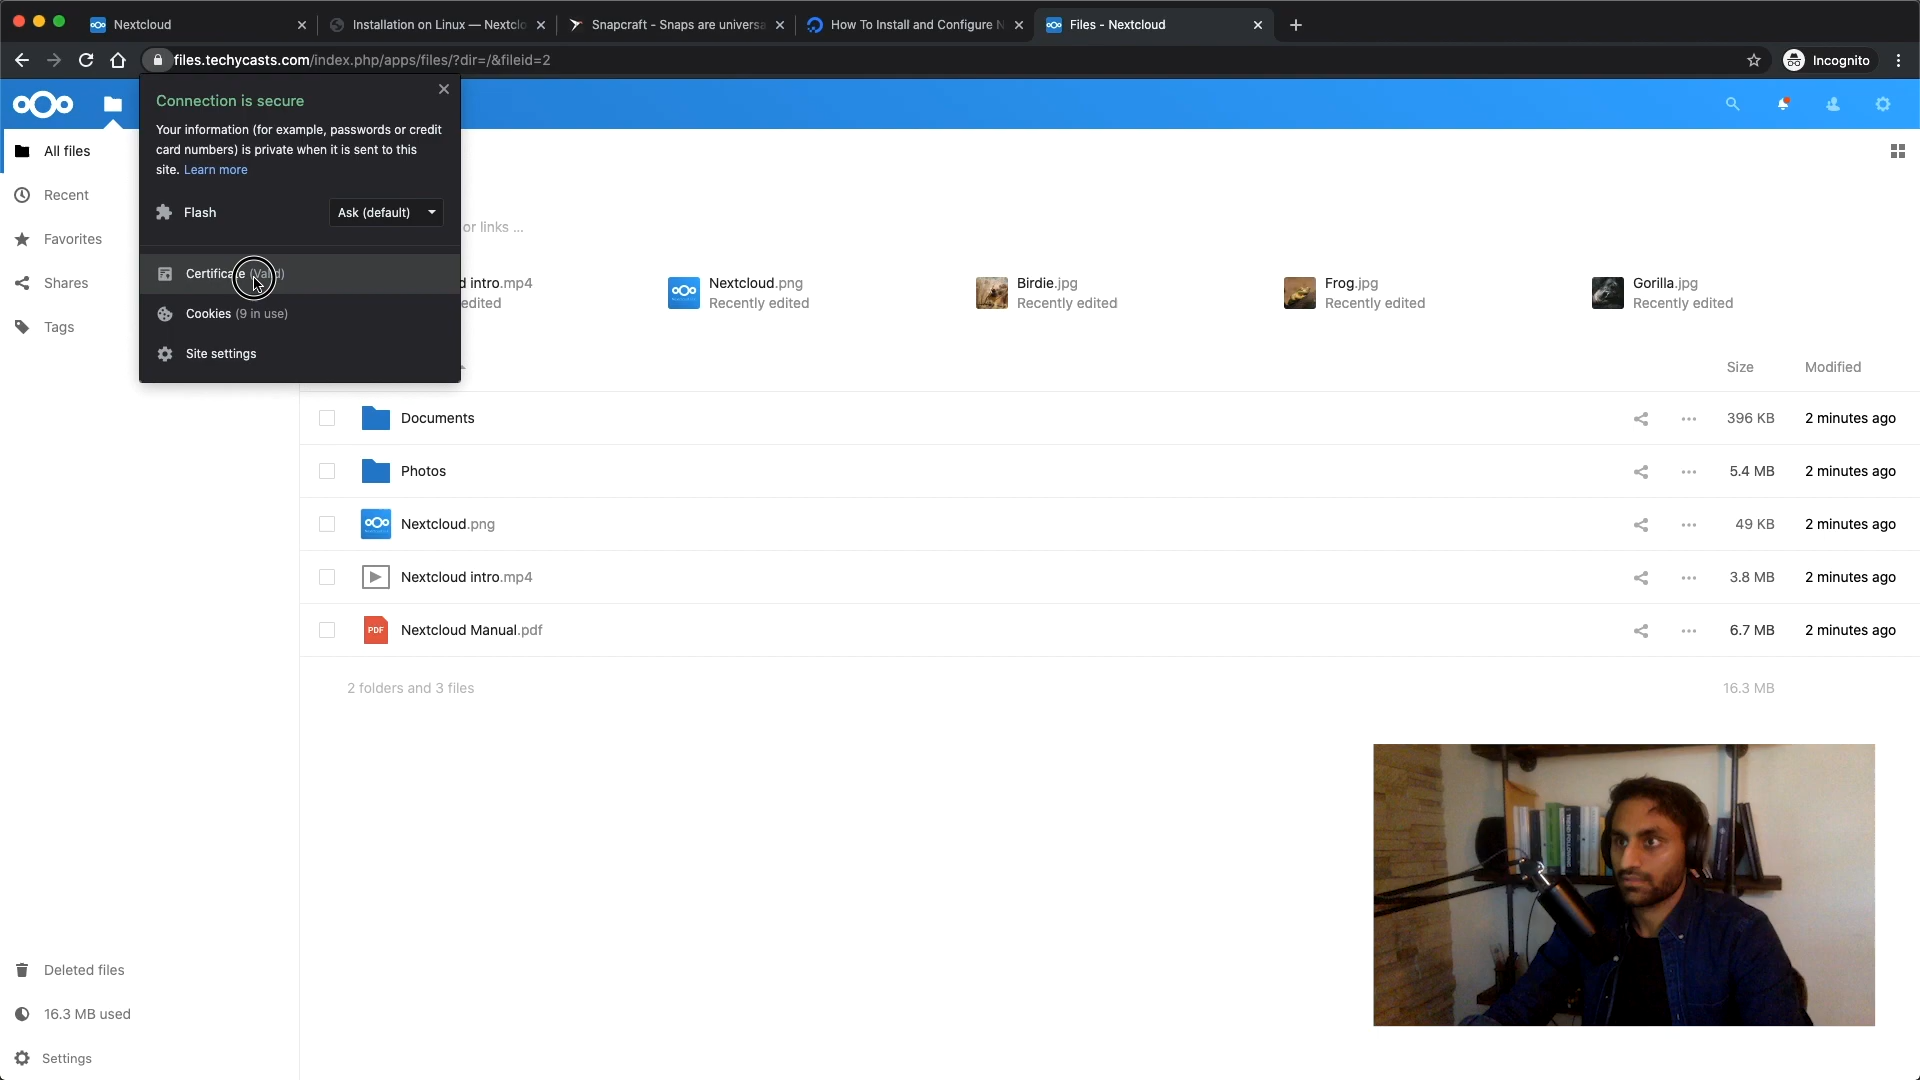 Nextcloud
Installation on Linux — Nextclo
Snapcraft - Snaps are universa
How To Install and Configure N
Files - Nextcloud
files.techycasts.com/index.php/apps/files/?dir=/&fileid=2
Incognito
Connection is secure
Your information (for example, passwords or credit
card numbers) is private when it is sent to this
site. Learn more
Flash
Ask (default)
Certificate (Valid)
Cookies (9 in use)
Site settings
All files
Recent
Favorites
Shares
Tags
or links ...
d intro.mp4
edited
Nextcloud.png
Recently edited
Birdie.jpg
Recently edited
Frog.jpg
Recently edited
Gorilla.jpg
Recently edited
Size
Modified
Documents
396 KB
2 minutes ago
Photos
5.4 MB
2 minutes ago
Nextcloud.png
49 KB
2 minutes ago
Nextcloud intro.mp4
3.8 MB
2 minutes ago
PDF
Nextcloud Manual.pdf
6.7 MB
2 minutes ago
2 folders and 3 files
16.3 MB
Deleted files
16.3 MB used
Settings